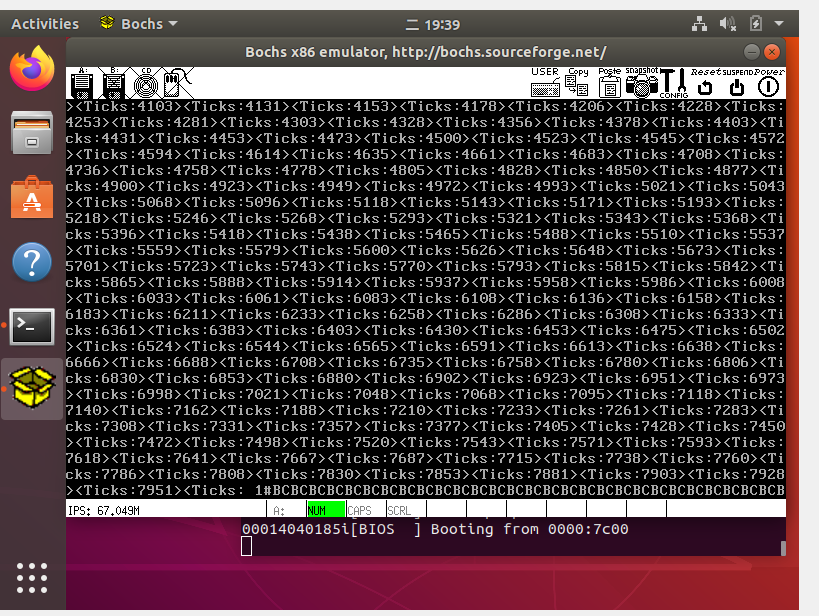 Activities Bochs 二 19:39
Bochs x86 emulator, http://bochs.sourceforge.net/
A: B: CD USER Copy Paste snapshot CONFIG Reset SUSPEND Power
><Ticks:4103><Ticks:4131><Ticks:4153><Ticks:4178><Ticks:4206><Ticks:4228><Ticks:
4253><Ticks:4281><Ticks:4303><Ticks:4328><Ticks:4356><Ticks:4378><Ticks:4403><Ti
cks:4431><Ticks:4453><Ticks:4473><Ticks:4500><Ticks:4523><Ticks:4545><Ticks:4572
><Ticks:4594><Ticks:4614><Ticks:4635><Ticks:4661><Ticks:4683><Ticks:4708><Ticks:
4736><Ticks:4758><Ticks:4778><Ticks:4805><Ticks:4828><Ticks:4850><Ticks:4877><Ti
cks:4900><Ticks:4923><Ticks:4949><Ticks:4972><Ticks:4993><Ticks:5021><Ticks:5043
><Ticks:5068><Ticks:5096><Ticks:5118><Ticks:5143><Ticks:5171><Ticks:5193><Ticks:
5218><Ticks:5246><Ticks:5268><Ticks:5293><Ticks:5321><Ticks:5343><Ticks:5368><Ti
cks:5396><Ticks:5418><Ticks:5438><Ticks:5465><Ticks:5488><Ticks:5510><Ticks:5537
><Ticks:5559><Ticks:5579><Ticks:5600><Ticks:5626><Ticks:5648><Ticks:5673><Ticks:
5701><Ticks:5723><Ticks:5743><Ticks:5770><Ticks:5793><Ticks:5815><Ticks:5842><Ti
cks:5865><Ticks:5888><Ticks:5914><Ticks:5937><Ticks:5958><Ticks:5986><Ticks:6008
><Ticks:6033><Ticks:6061><Ticks:6083><Ticks:6108><Ticks:6136><Ticks:6158><Ticks:
6183><Ticks:6211><Ticks:6233><Ticks:6258><Ticks:6286><Ticks:6308><Ticks:6333><Ti
cks:6361><Ticks:6383><Ticks:6403><Ticks:6430><Ticks:6453><Ticks:6475><Ticks:6502
><Ticks:6524><Ticks:6544><Ticks:6565><Ticks:6591><Ticks:6613><Ticks:6638><Ticks:
6666><Ticks:6688><Ticks:6708><Ticks:6735><Ticks:6758><Ticks:6780><Ticks:6806><Ti
cks:6830><Ticks:6853><Ticks:6880><Ticks:6902><Ticks:6923><Ticks:6951><Ticks:6973
><Ticks:6998><Ticks:7021><Ticks:7048><Ticks:7068><Ticks:7095><Ticks:7118><Ticks:
7140><Ticks:7162><Ticks:7188><Ticks:7210><Ticks:7233><Ticks:7261><Ticks:7283><Ti
cks:7308><Ticks:7331><Ticks:7357><Ticks:7377><Ticks:7405><Ticks:7428><Ticks:7450
><Ticks:7472><Ticks:7498><Ticks:7520><Ticks:7543><Ticks:7571><Ticks:7593><Ticks:
7618><Ticks:7641><Ticks:7667><Ticks:7687><Ticks:7715><Ticks:7738><Ticks:7760><Ti
cks:7786><Ticks:7808><Ticks:7830><Ticks:7853><Ticks:7881><Ticks:7903><Ticks:7928
><Ticks:7951><Ticks: 1#BCBCBCBCBCBCBCBCBCBCBCBCBCBCBCBCBCBCBCBCBCBCBCBCBCBCBCBCB
IPS: 67.049M A: NUM CAPS SCRL
00014040185i[BIOS ] Booting from 0000:7c00